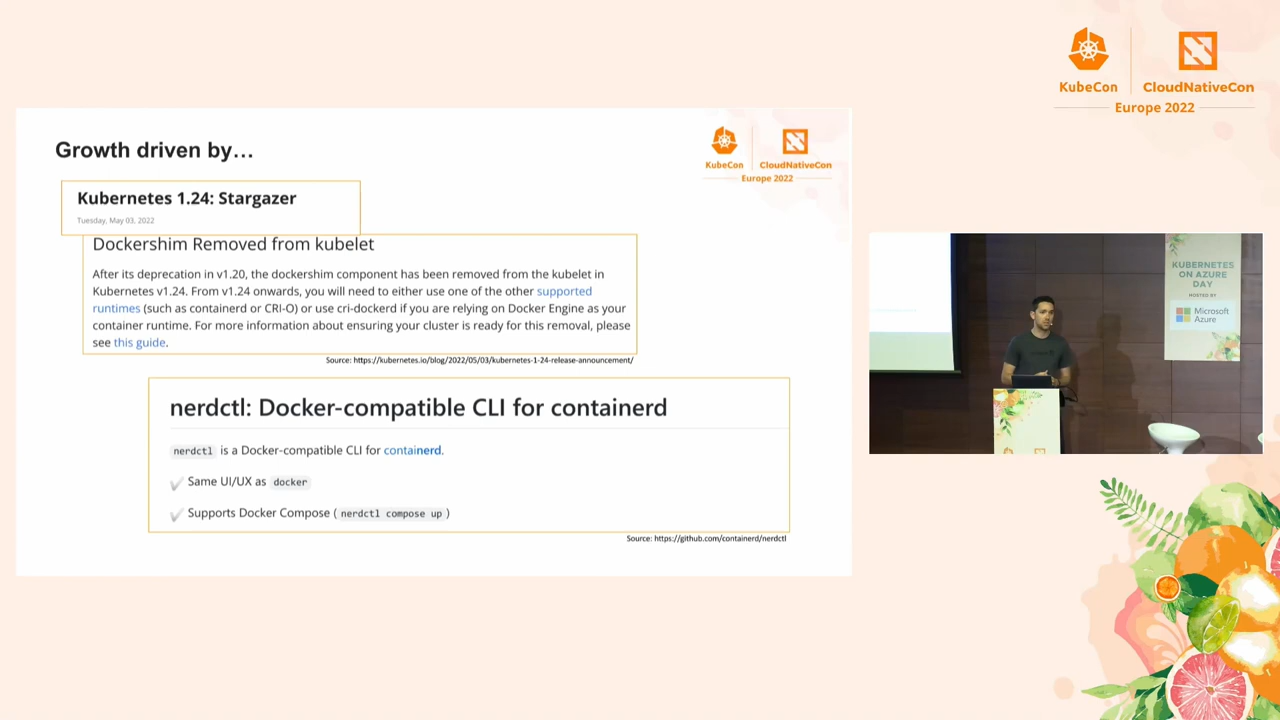 KubeCon
CloudNativeCon
Europe 2022
Growth driven by…
KubeCon
CloudNativeCon
Europe 2022
Kubernetes 1.24: Stargazer
Tuesday, May 03, 2022
Dockershim Removed from kubelet
After its deprecation in v1.20, the dockershim component has been removed from the kubelet in
Kubernetes v1.24. From v1.24 onwards, you will need to either use one of the other supported
runtimes (such as containerd or CRI-O) or use cri-dockerd if you are relying on Docker Engine as your
container runtime. For more information about ensuring your cluster is ready for this removal, please
see this guide.
Source: https://kubernetes.io/blog/2022/05/03/kubernetes-1-24-release-announcement/
nerdctl: Docker-compatible CLI for containerd
nerdctl is a Docker-compatible CLI for containerd.
Same UI/UX as docker
Supports Docker Compose ( nerdctl compose up )
Source: https://github.com/containerd/nerdctl
KUBERNETES
ON AZURE
DAY
HOSTED BY
Microsoft
Azure